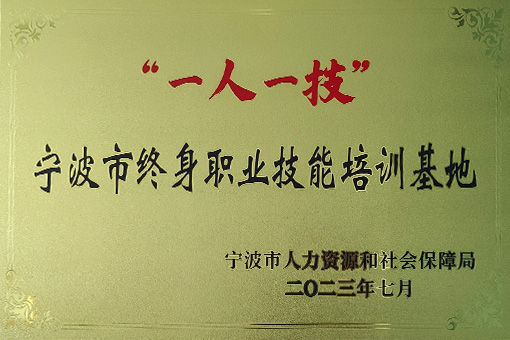 “一人一技”
宁波市终身职业技能培训基地
宁波市人力资源和社会保障局
二〇二三年七月